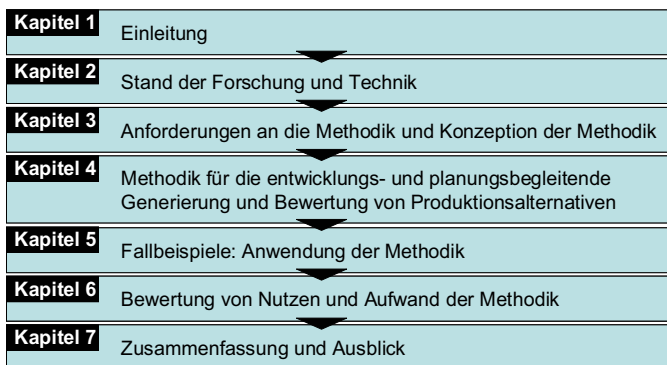 Kapitel 1
Einleitung
Kapitel 2
Stand der Forschung und Technik
Kapitel 3
Anforderungen an die Methodik und Konzeption der Methodik
Kapitel 4
Methodik für die entwicklungs- und planungsbegleitende
Generierung und Bewertung von Produktionsalternativen
Kapitel 5
Fallbeispiele: Anwendung der Methodik
Kapitel 6
Bewertung von Nutzen und Aufwand der Methodik
Kapitel 7
Zusammenfassung und Ausblick